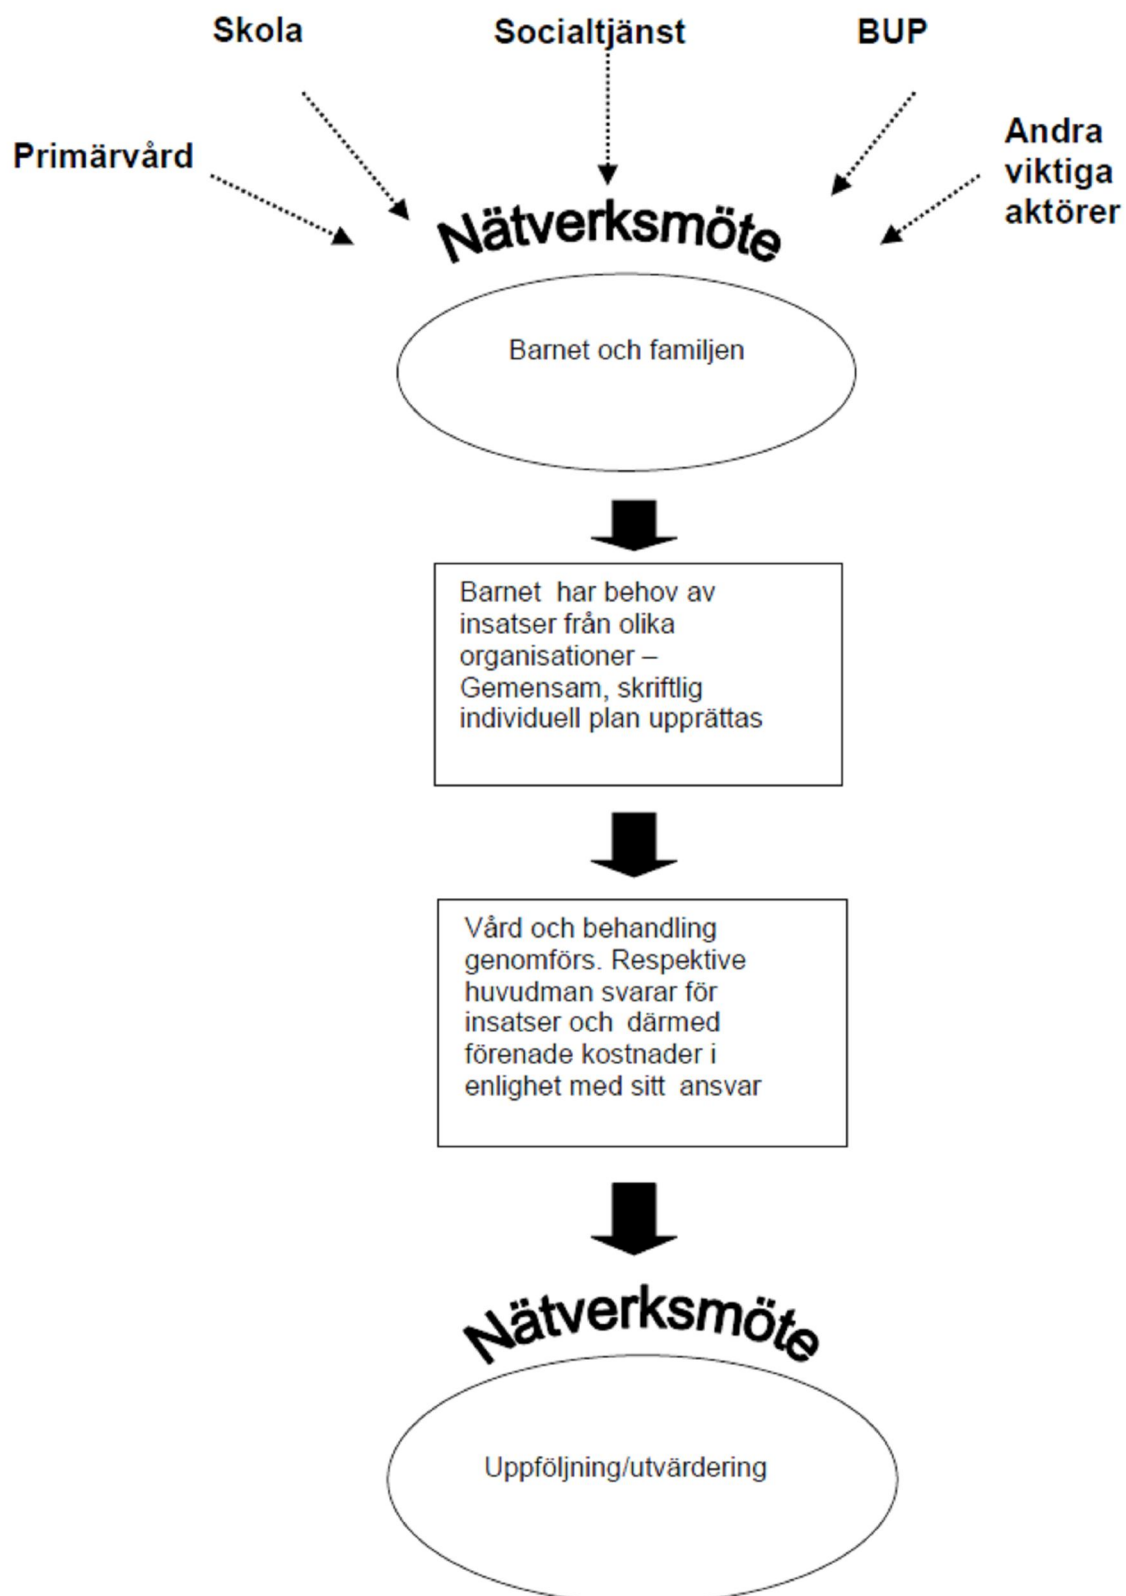 Skola
Socialtjänst
BUP
Primärvård
Andra
viktiga
aktörer
Nätverksmöte
Barnet och familjen
Barnet har behov av
insatser från olika
organisationer –
Gemensam, skriftlig
individuell plan upprättas
Vård och behandling
genomförs. Respektive
huvudman svarar för
insatser och därmed
förenade kostnader i
enlighet med sitt ansvar
Nätverksmöte
Uppföljning/utvärdering